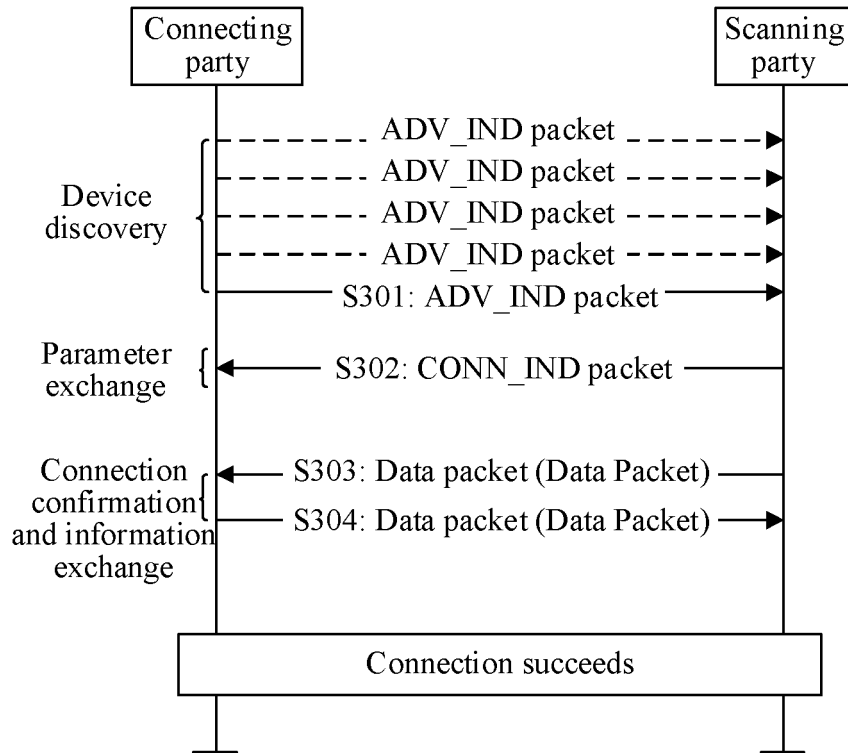 Connecting
party
Scanning
party
ADV_IND packet
ADV_IND packet
ADV_IND packet
ADV_IND packet
Device
discovery
S301: ADV_IND packet
Parameter
exchange
S302: CONN_IND packet
Connection
confirmation
and information
exchange
S303: Data packet (Data Packet)
S304: Data packet (Data Packet)
Connection succeeds